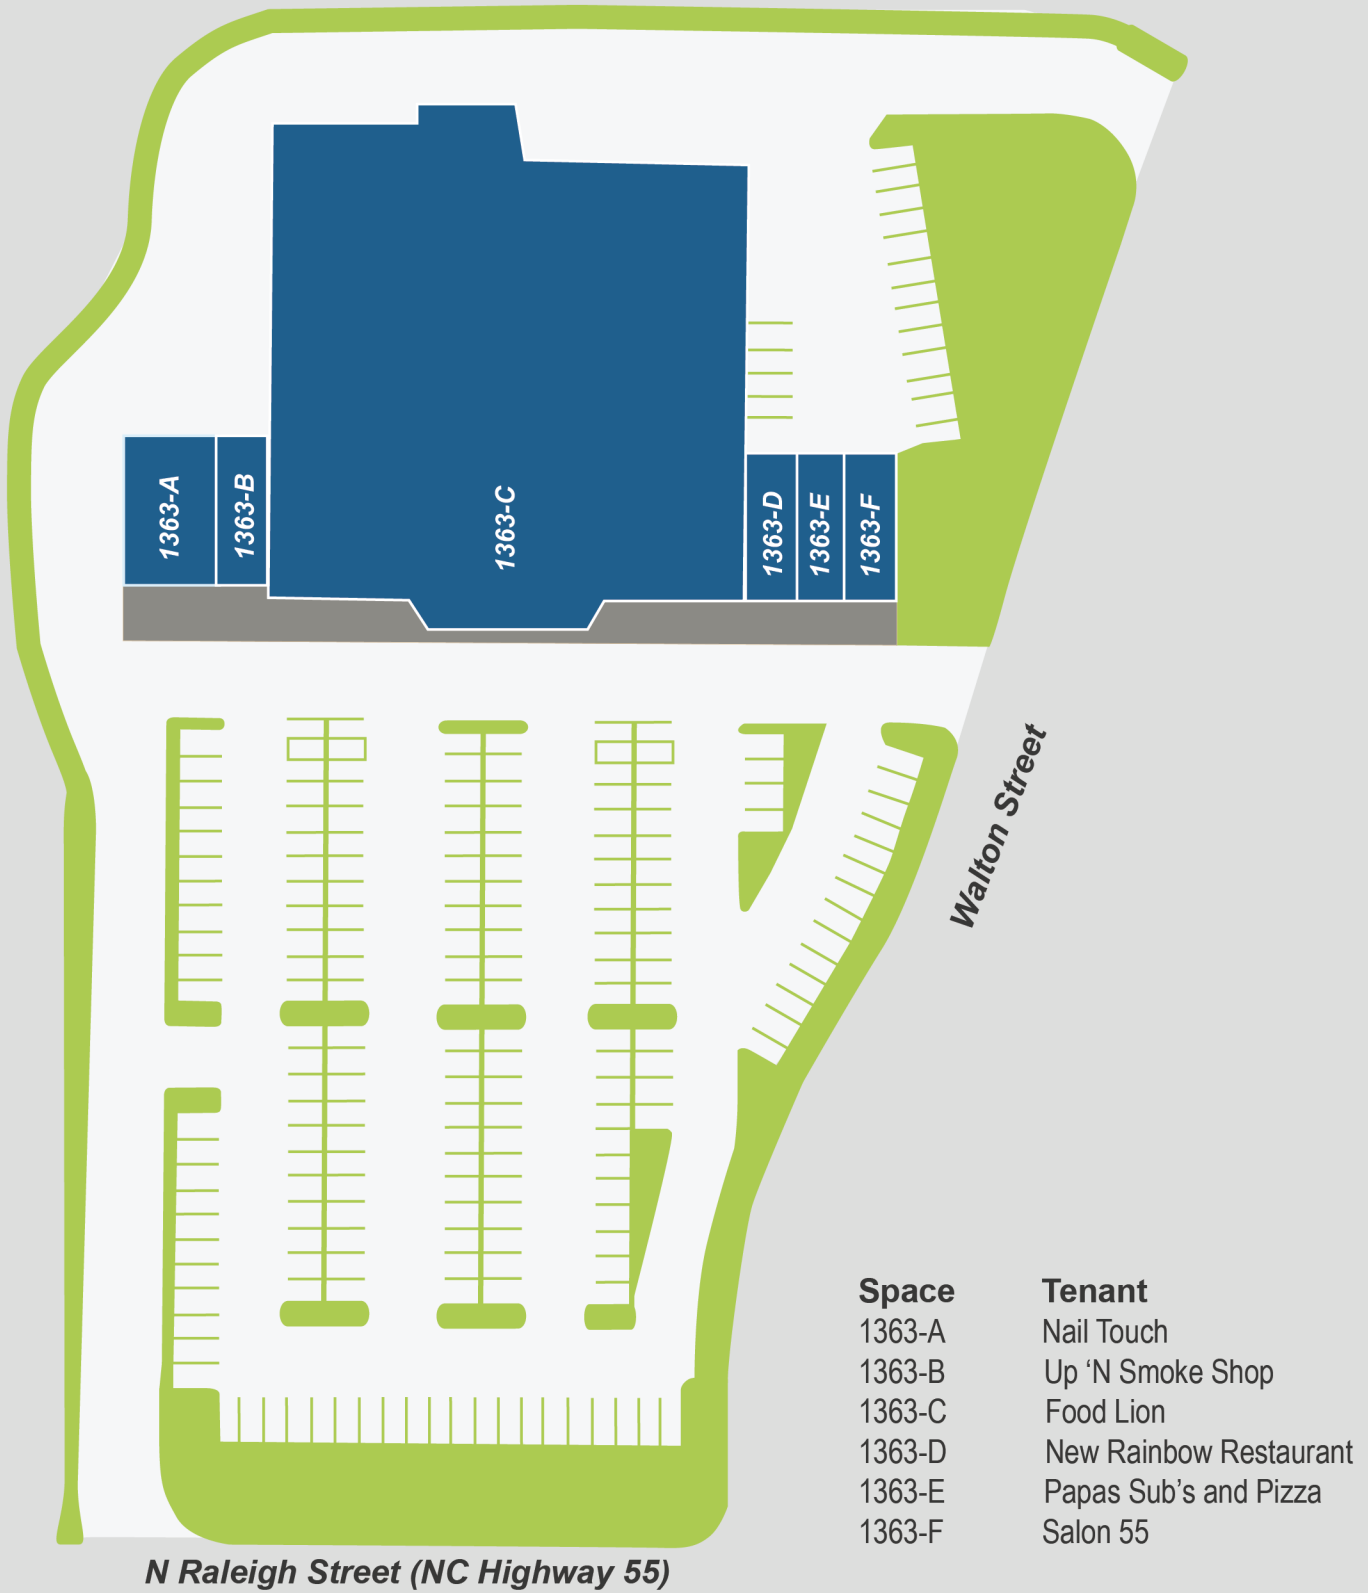 1363-A
1363-B
1363-C
1363-D
1363-E
1363-F
Walton Street
Space Tenant
1363-A Nail Touch
1363-B Up ‘N Smoke Shop
1363-C Food Lion
1363-D New Rainbow Restaurant
1363-E Papas Sub’s and Pizza
1363-F Salon 55
N Raleigh Street (NC Highway 55)